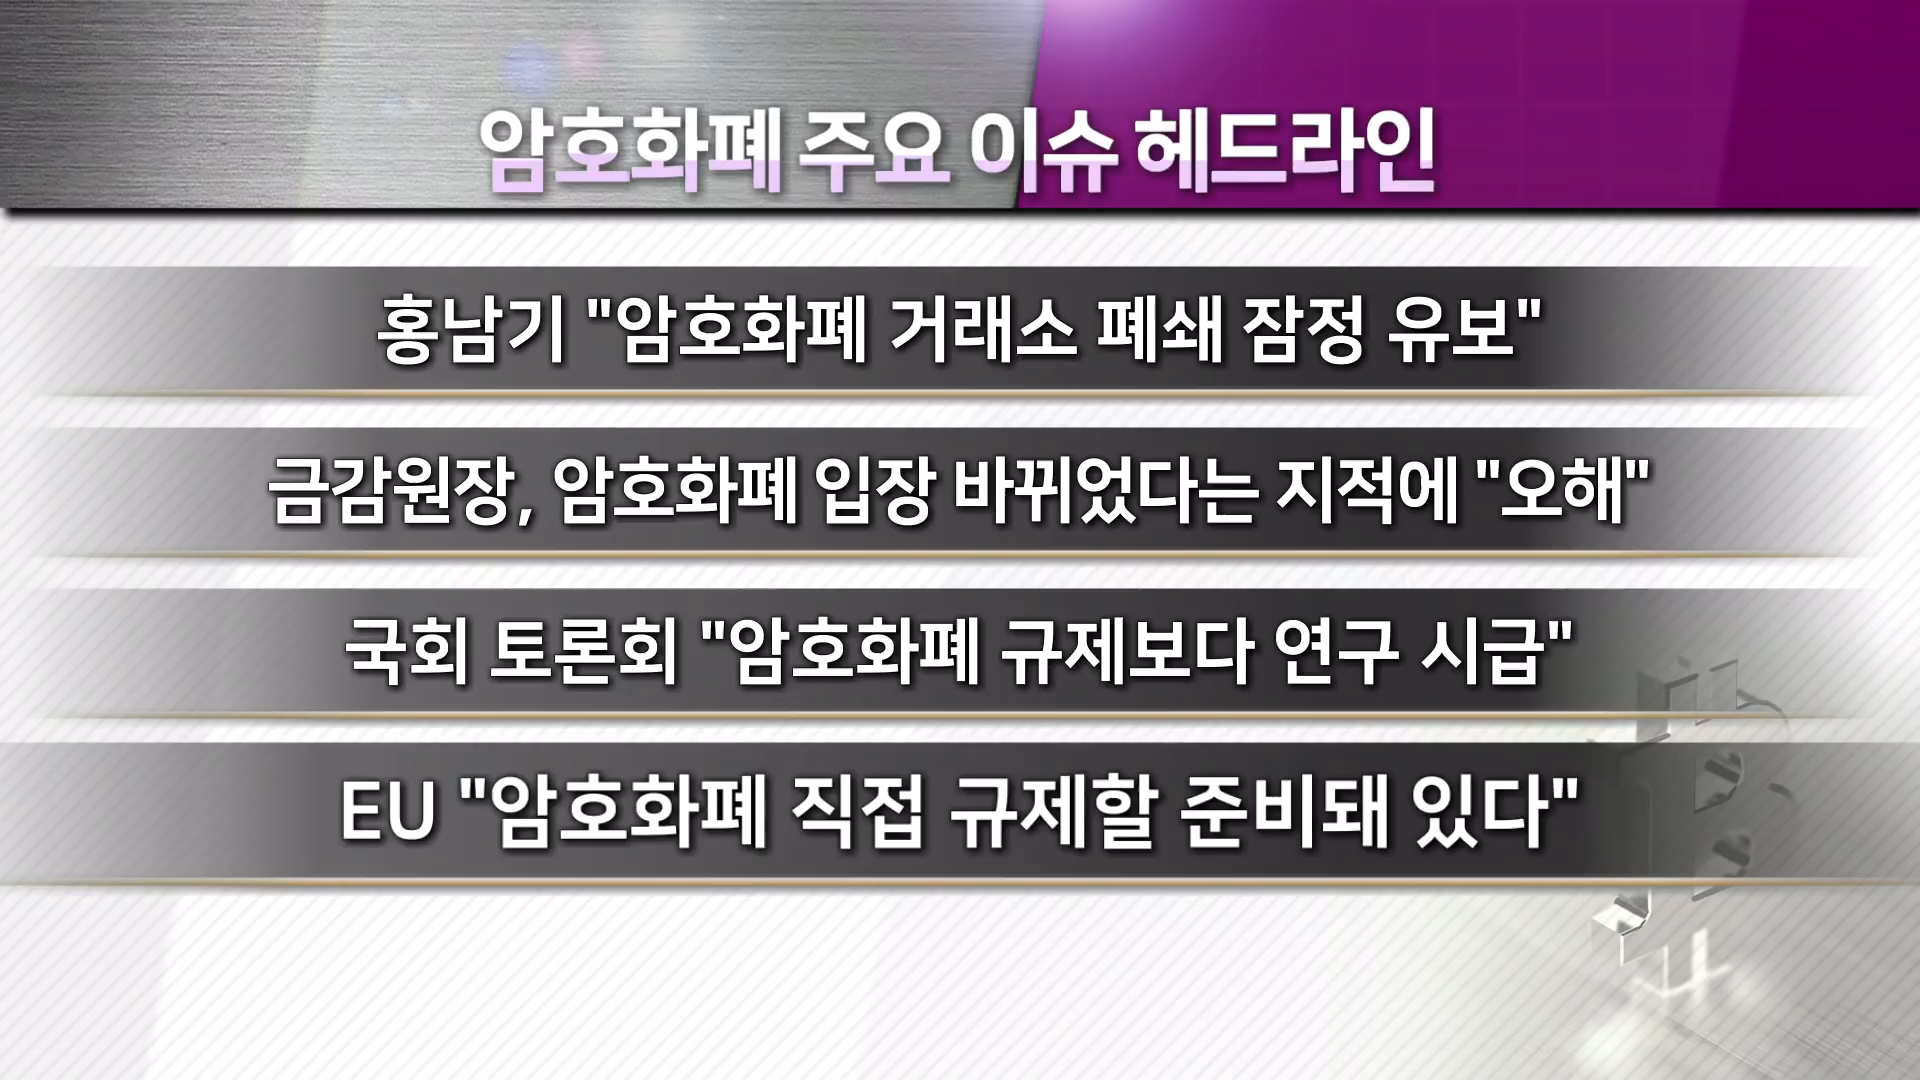 암호화폐 주요 이슈 헤드라인
홍남기 "암호화폐 거래소 폐쇄 잠정 유보"
금감원장, 암호화폐 입장 바뀌었다는 지적에 "오해"
국회 토론회 "암호화폐 규제보다 연구 시급"
EU "암호화폐 직접 규제할 준비돼 있다"